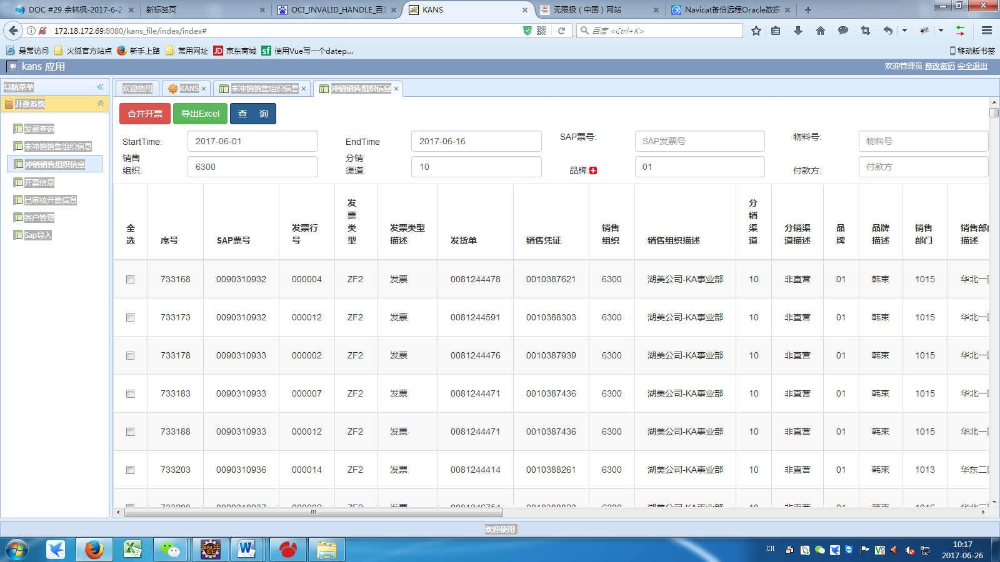 DOC #29 余林枫-2017-6-2
新标签页
OCI_INVALID_HANDLE_百度
KANS
无限极（中国）网站
Navicat备份远程Oracle数据
172.18.172.69:8080/kans_file/index/index#
百度 <Ctrl+K>
最常访问 火狐官方站点 新手上路 常用网址 JD 京东商城 sf 使用Vue写一个datep...
移动版书签
kans 应用
欢迎管理员 修改密码 安全退出
导航菜单
开票系统
发票查询
未冲销销售组织信息
冲销销售组织信息
开票信息
已审核开票信息
客户管理
Sap导入
欢迎使用 KANS 未冲销销售组织信息 冲销销售组织信息
合并开票 导出Excel 查 询
StartTime: 2017-06-01 EndTime 2017-06-16 SAP票号: SAP发票号 物料号: 物料号
销售组织: 6300 分销渠道: 10 品牌: 01 付款方: 付款方
全选 序号 SAP票号 发票行号 发票类型 发票类型描述 发货单 销售凭证 销售组织 销售组织描述 分销渠道 分销渠道描述 品牌 品牌描述 销售部门 销售部门描述
733168 0090310932 000004 ZF2 发票 0081244478 0010387621 6300 湖美公司-KA事业部 10 非直营 01 韩束 1015 华北一
733173 0090310932 000012 ZF2 发票 0081244591 0010388303 6300 湖美公司-KA事业部 10 非直营 01 韩束 1015 华北一
733178 0090310933 000002 ZF2 发票 0081244476 0010387939 6300 湖美公司-KA事业部 10 非直营 01 韩束 1015 华北一
733183 0090310933 000007 ZF2 发票 0081244471 0010387436 6300 湖美公司-KA事业部 10 非直营 01 韩束 1015 华北一
733188 0090310933 000012 ZF2 发票 0081244471 0010387436 6300 湖美公司-KA事业部 10 非直营 01 韩束 1015 华北一
733203 0090310936 000014 ZF2 发票 0081244414 0010388261 6300 湖美公司-KA事业部 10 非直营 01 韩束 1013 华东二
欢迎使用
Java EE
IDE
CH
10:17
2017-06-26